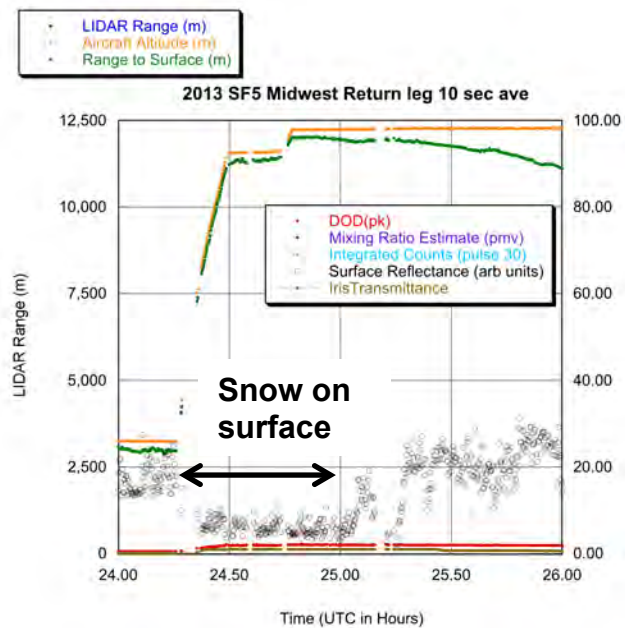 LIDAR Range (m)
Aircraft Altitude (m)
Range to Surface (m)
2013 SF5 Midwest Return leg 10 sec ave
12,500
10,000
7,500
5,000
2,500
0
LIDAR Range (m)
100.00
80.00
60.00
40.00
20.00
0.00
DOD(pk)
Mixing Ratio Estimate (pmv)
Integrated Counts (pulse 30)
Surface Reflectance (arb units)
IrisTransmittance
Snow on
surface
24.00 24.50 25.00 25.50 26.00
Time (UTC in Hours)